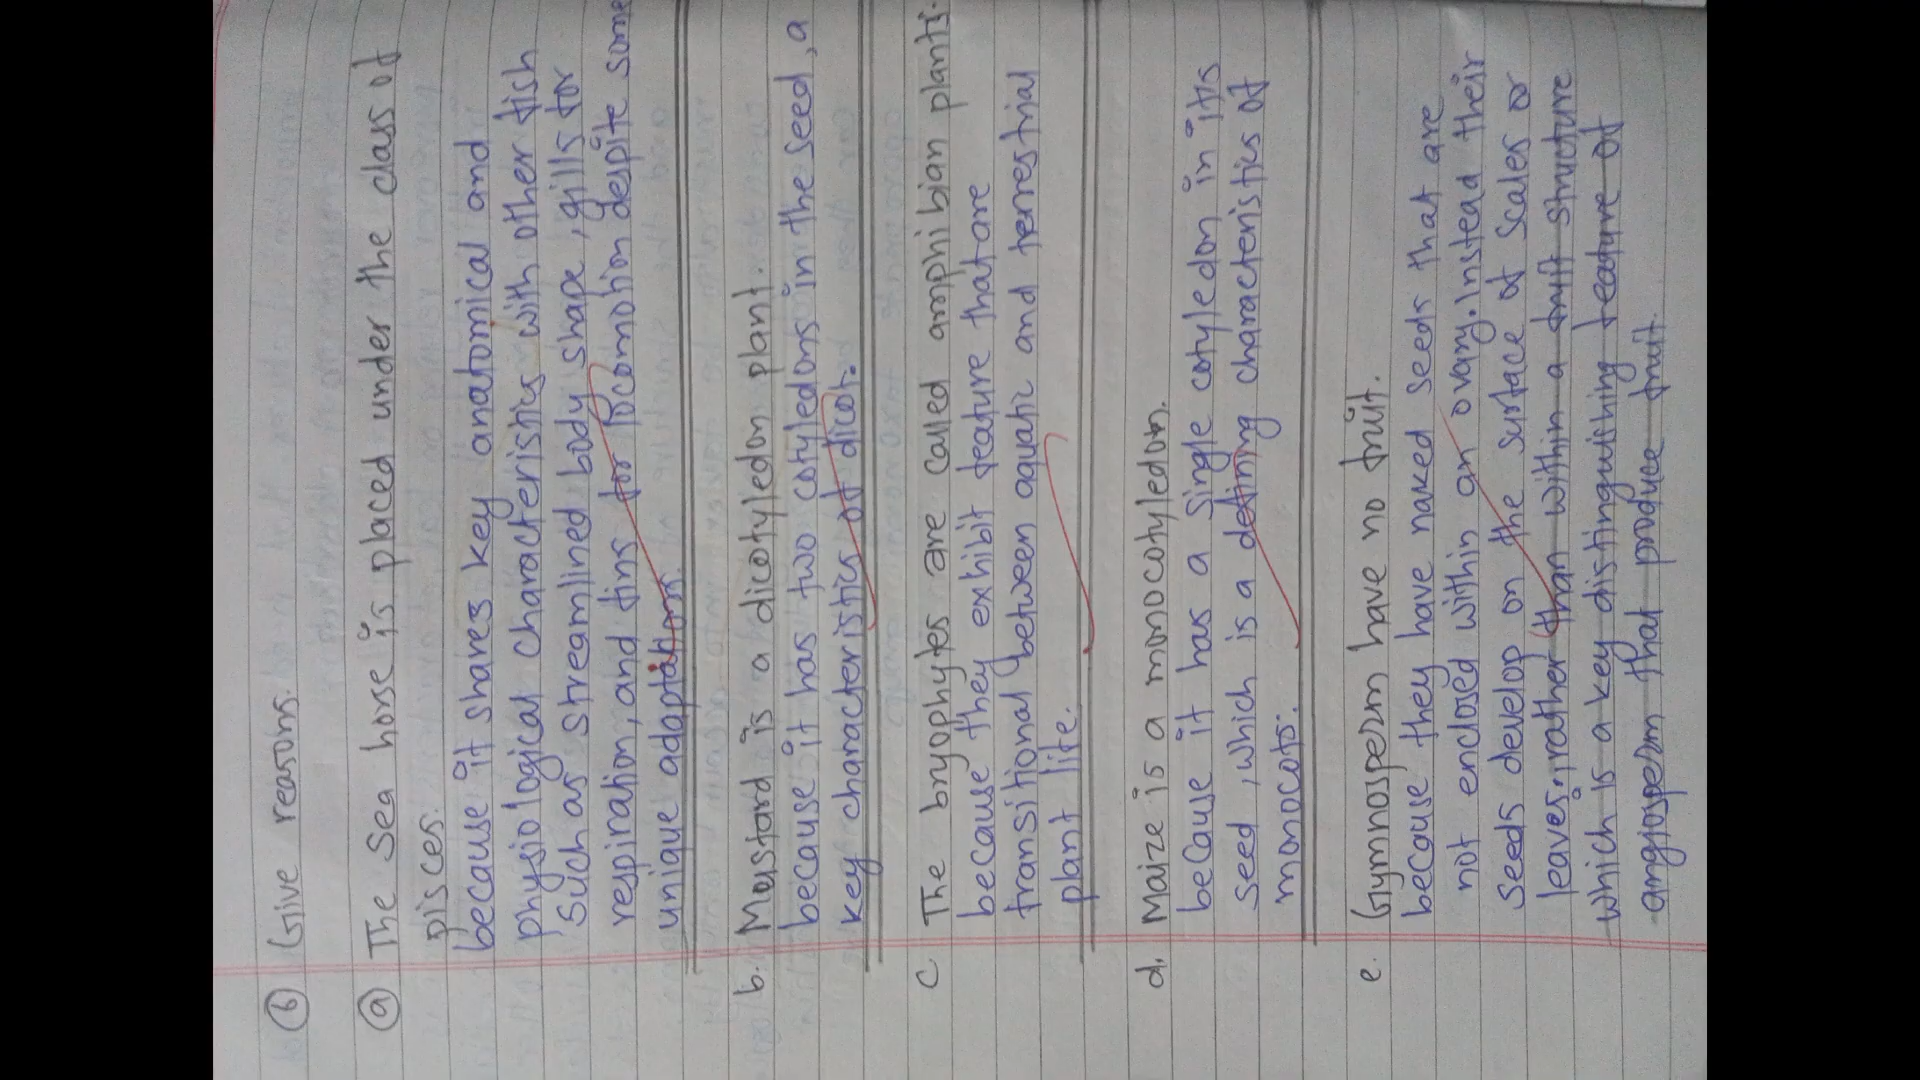 (b) Give reasons.
(a) The Sea horse is placed under the class of
pisces.
because it shares key anatomical and
physiological characteristics with other fish
such as streamlined body shape, gills for
respiration, and fins for locomotion despite some
unique adaptation.
b. Mustard is a dicotyledon plant.
because it has two cotyledons in the seed, a
key characteristics of dicot.
c The bryophytes are called amphibian plants.
because they exhibit feature that are
transitional between aquatic and terrestrial
plant life.
d. Maize is a monocotyledon.
because it has a single cotyledon in its
seed, which is a defining characteristics of
monocots.
e. Gymnosperm have no fruit.
because they have naked seeds that are
not enclosed within an ovary. Instead their
seeds develop on the surface of scales or
leaves, rather than within a fruit structure
which is a key distinguishing feature of
angiosperm that produce fruit.